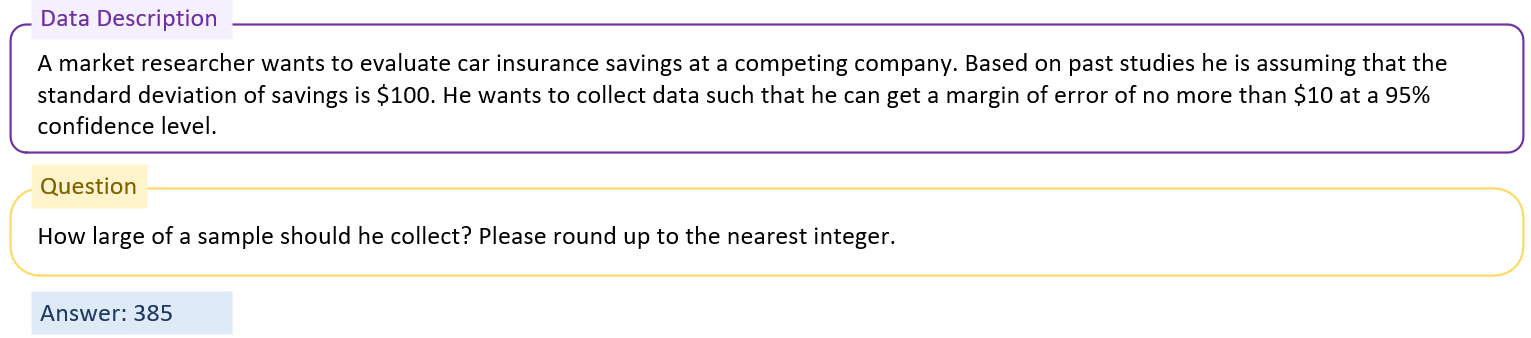 Data Description
A market researcher wants to evaluate car insurance savings at a competing company. Based on past studies he is assuming that the
standard deviation of savings is $100. He wants to collect data such that he can get a margin of error of no more than $10 at a 95%
confidence level.
Question
How large of a sample should he collect? Please round up to the nearest integer.
Answer: 385